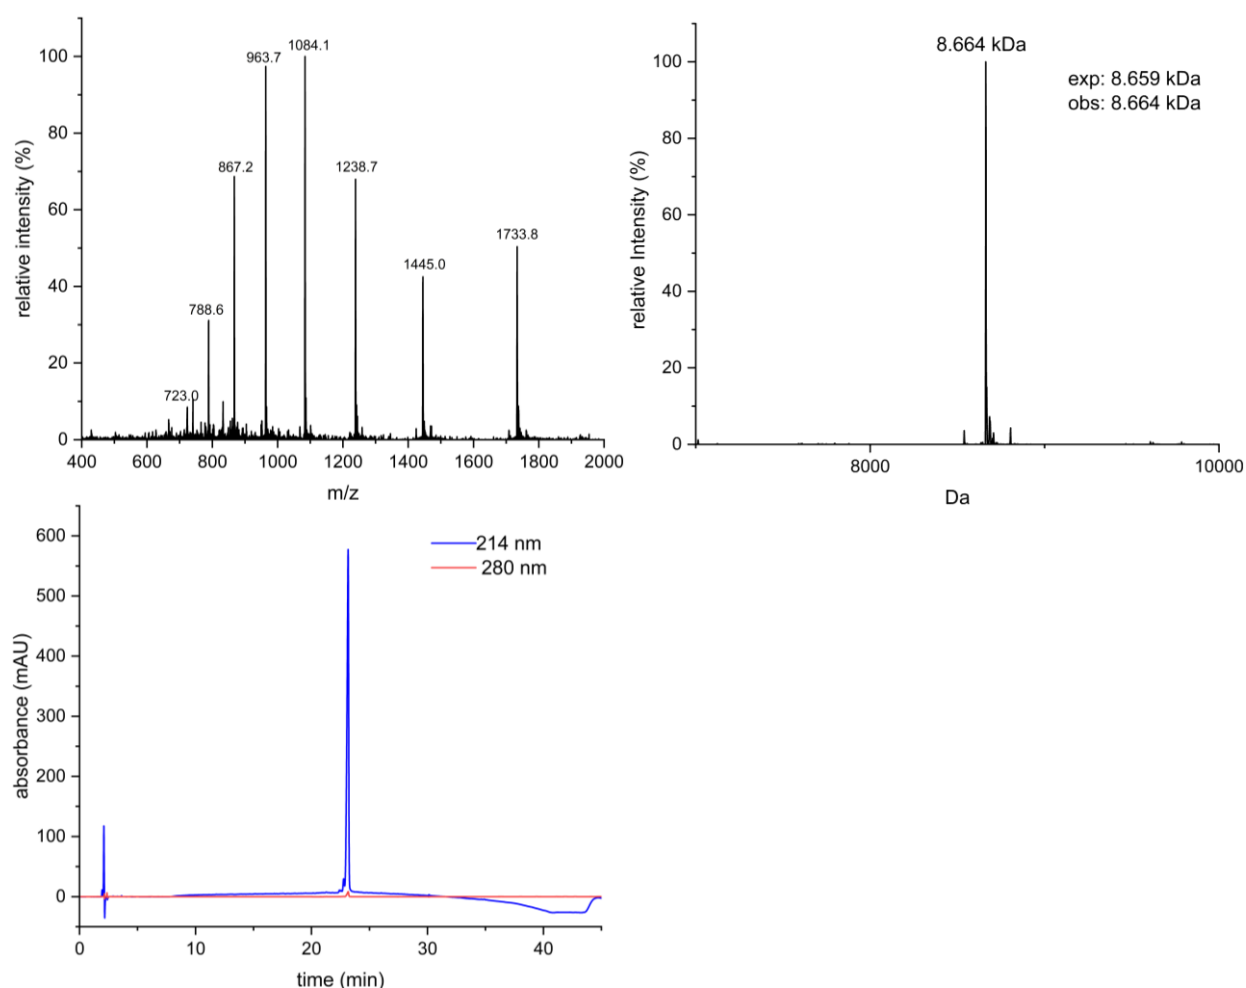 1084.1
963.7
867.2
1238.7
1733.8
1445.0
788.6
723.0
100
80
60
40
20
0
relative intensity (%)
400 600 800 1000 1200 1400 1600 1800 2000
m/z
8.664 kDa
exp: 8.659 kDa
obs: 8.664 kDa
100
80
60
40
20
0
relative Intensity (%)
8000 10000
Da
214 nm
280 nm
600
500
400
300
200
100
0
absorbance (mAU)
0 10 20 30 40
time (min)